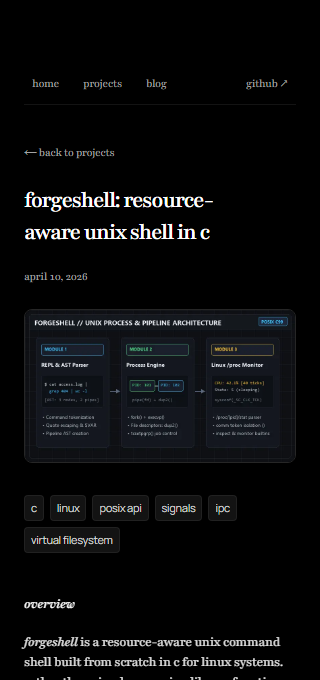 home projects blog github ↗
← back to projects
forgeshell: resource-
aware unix shell in c
april 10, 2026
FORGESHELL // UNIX PROCESS & PIPELINE ARCHITECTURE
POSIX C99
MODULE 1
REPL & AST Parser
$ cat access.log |
• Command tokenization
• Quote escaping & $VAR
• Pipeline AST creation
MODULE 2
Process Engine
• fork() + execvp()
• File descriptors: dup2()
• job control
MODULE 3
Linux /proc Monitor
• /proc/[pid]/stat parser
• comm token isolation ()
• inspect & monitor builtins
c linux posix api signals ipc
virtual filesystem
overview
forgeshell is a resource-aware unix command
shell built from scratch in c for linux systems.